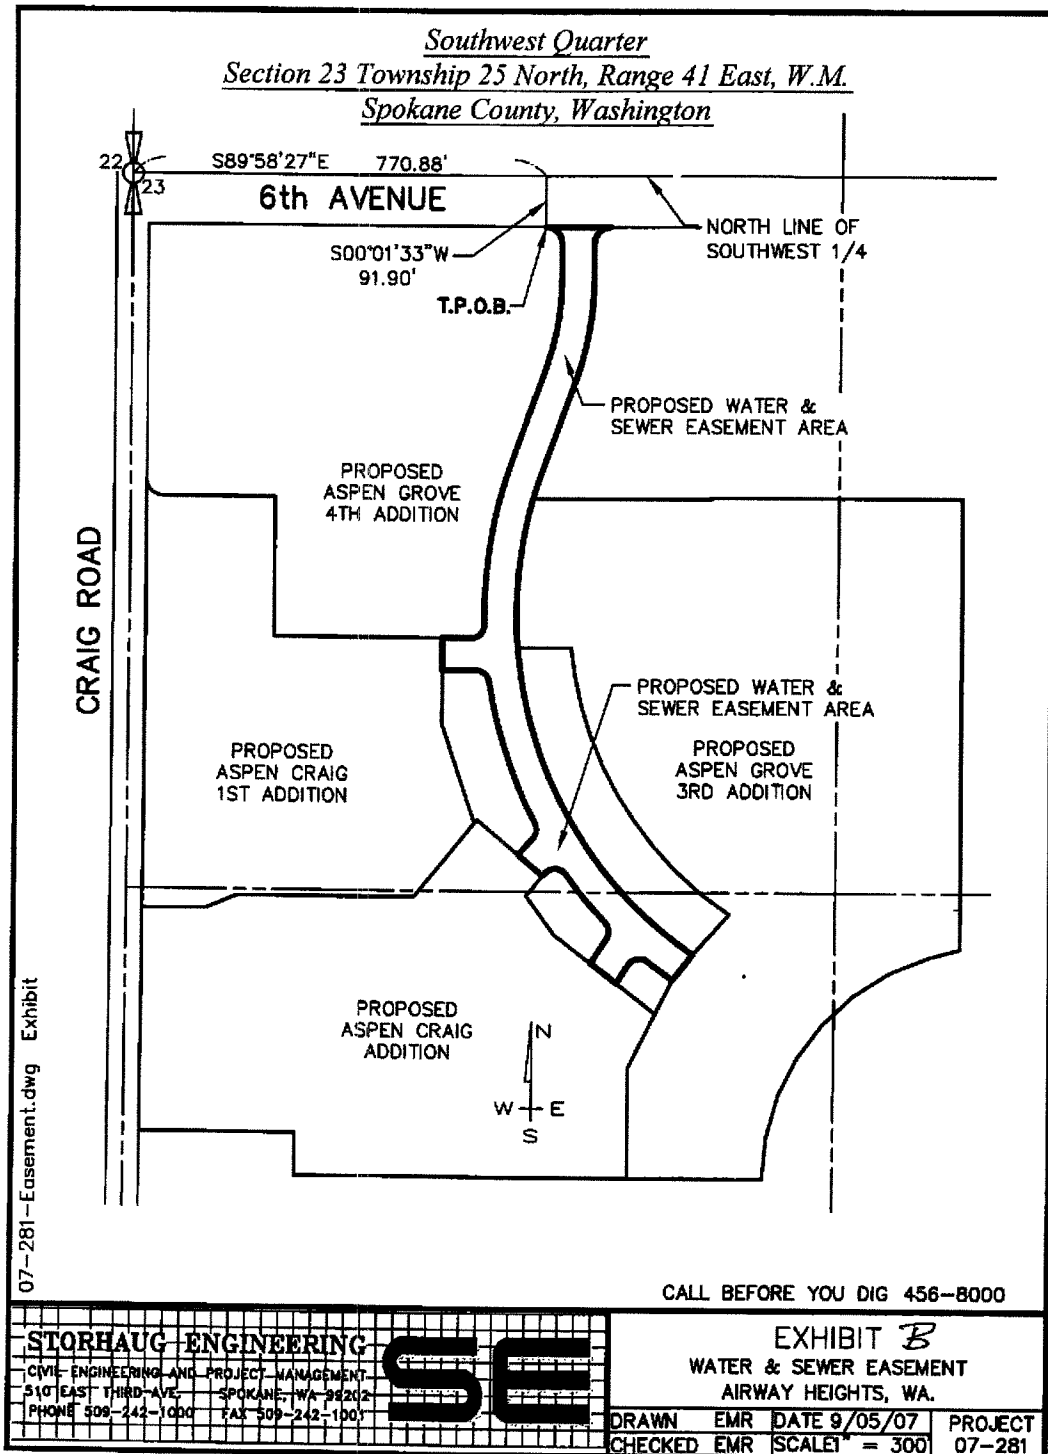 Southwest Quarter
Section 23 Township 25 North, Range 41 East, W.M.
Spokane County, Washington
22
23
S89°58'27"E 770.88'
6th AVENUE
S00°01'33"W
91.90'
T.P.O.B.
NORTH LINE OF
SOUTHWEST 1/4
PROPOSED WATER &
SEWER EASEMENT AREA
PROPOSED
ASPEN GROVE
4TH ADDITION
CRAIG ROAD
PROPOSED WATER &
SEWER EASEMENT AREA
PROPOSED
ASPEN GROVE
3RD ADDITION
PROPOSED
ASPEN CRAIG
1ST ADDITION
PROPOSED
ASPEN CRAIG
ADDITION
N
W E
S
07-281-Easement.dwg Exhibit
CALL BEFORE YOU DIG 456-8000
STORHAUG ENGINEERING
CIVIL ENGINEERING AND PROJECT MANAGEMENT
510 EAST THIRD AVE. SPOKANE, WA 99202
PHONE 509-242-1000 FAX 509-242-1001
SE
EXHIBIT B
WATER & SEWER EASEMENT
AIRWAY HEIGHTS, WA.
DRAWN EMR DATE 9/05/07 PROJECT
CHECKED EMR SCALE1" = 300' 07-281